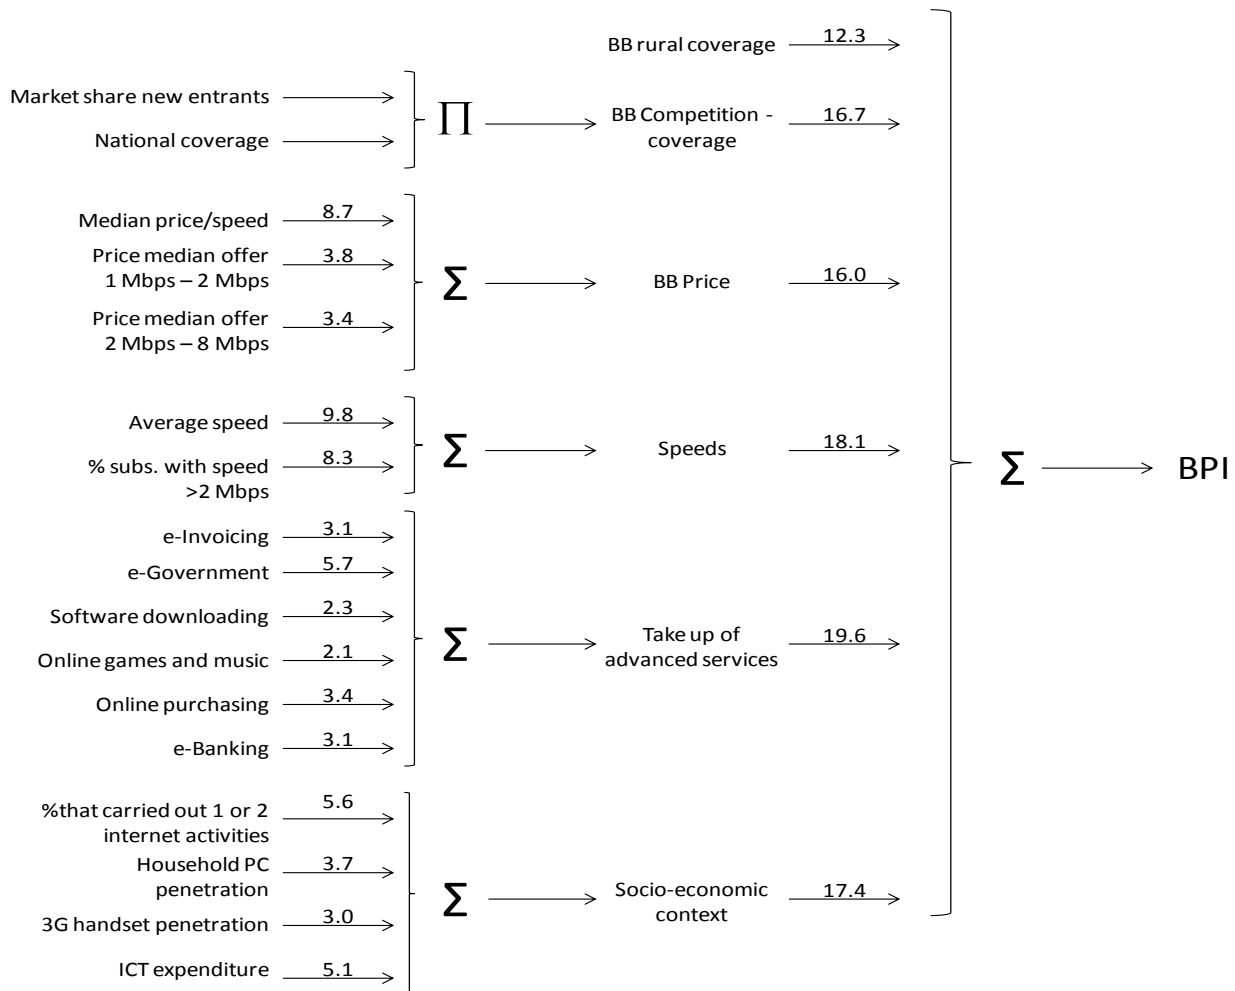 BB rural coverage 12.3
Market share new entrants
National coverage
∏
BB Competition -
coverage
16.7
Median price/speed 8.7
Price median offer
1 Mbps – 2 Mbps
3.8
Price median offer
2 Mbps – 8 Mbps
3.4
Σ
BB Price 16.0
Average speed 9.8
% subs. with speed
>2 Mbps
8.3
Σ
Speeds 18.1
e-Invoicing 3.1
e-Government 5.7
Software downloading 2.3
Online games and music 2.1
Online purchasing 3.4
e-Banking 3.1
Σ
Take up of
advanced services
19.6
%that carried out 1 or 2
internet activities
5.6
Household PC
penetration
3.7
3G handset penetration 3.0
ICT expenditure 5.1
Σ
Socio-economic
context
17.4
Σ
BPI